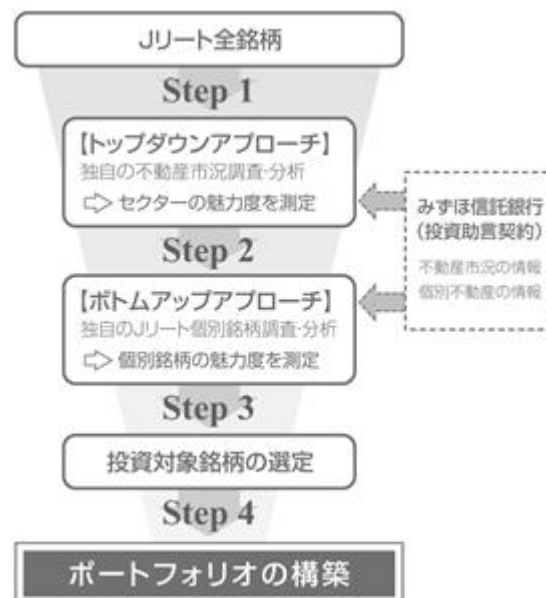 Jリート全銘柄
Step 1
【トップダウンアプローチ】
独自の不動産市況調査・分析
⇨ セクターの魅力度を測定
みずほ信託銀行
(投資助言契約)
不動産市況の情報
個別不動産の情報
Step 2
【ボトムアップアプローチ】
独自のJリート個別銘柄調査・分析
⇨ 個別銘柄の魅力度を測定
Step 3
投資対象銘柄の選定
Step 4
ポートフォリオの構築